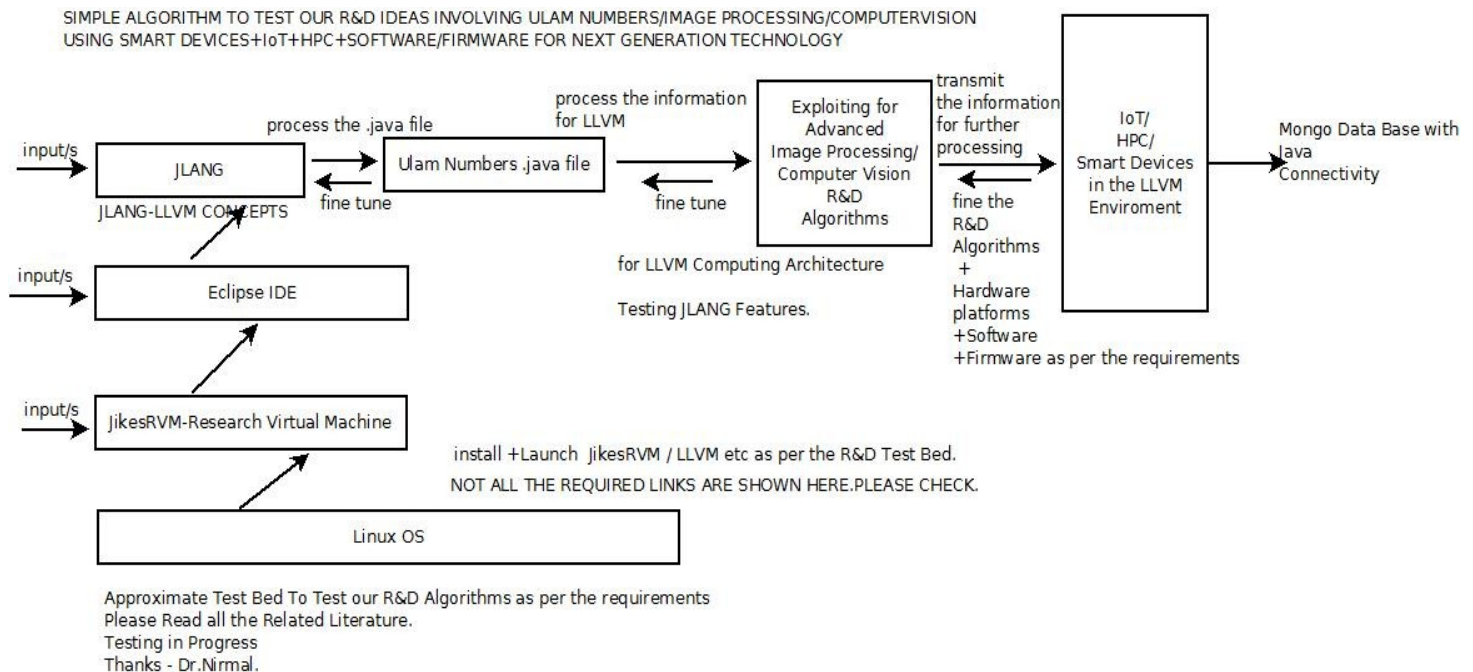 SIMPLE ALGORITHM TO TEST OUR R&D IDEAS INVOLVING ULAM NUMBERS/IMAGE PROCESSING/COMPUTERVISION
USING SMART DEVICES+IoT+HPC+SOFTWARE/FIRMWARE FOR NEXT GENERATION TECHNOLOGY
input/s
JLANG
JLANG-LLVM CONCEPTS
process the .java file
fine tune
Ulam Numbers .java file
process the information
for LLVM
fine tune
Exploiting for
Advanced
Image Processing/
Computer Vision
R&D
Algorithms
for LLVM Computing Architecture
Testing JLANG Features.
transmit
the information
for further
processing
fine the
R&D
Algorithms
+
Hardware
platforms
+Software
+Firmware as per the requirements
IoT/
HPC/
Smart Devices
in the LLVM
Enviroment
Mongo Data Base with
Java
Connectivity
input/s
Eclipse IDE
input/s
JikesRVM-Research Virtual Machine
install +Launch JikesRVM / LLVM etc as per the R&D Test Bed.
NOT ALL THE REQUIRED LINKS ARE SHOWN HERE.PLEASE CHECK.
Linux OS
Approximate Test Bed To Test our R&D Algorithms as per the requirements
Please Read all the Related Literature.
Testing in Progress
Thanks - Dr.Nirmal.